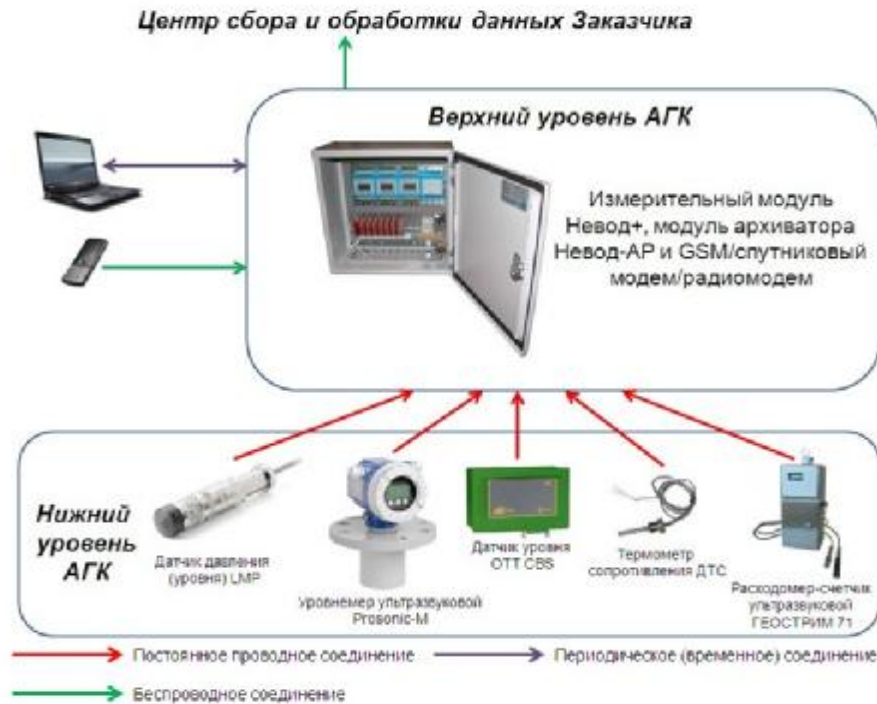 Центр сбора и обработки данных Заказчика
Верхний уровень АГК
Измерительный модуль
Невод+, модуль архиватора
Невод-АР и GSM/спутниковый
модем/радиомодем
Нижний
уровень
АГК
Датчик давления
(уровня) LMP
Уровнемер ультразвуковой
Prosonic-M
Датчик уровня
OTT CBS
Термометр
сопротивления ДТС
Расходомер-счетчик
ультразвуковой
ГЕОСТРИМ 71
Постоянное проводное соединение
Периодическое (временное) соединение
Беспроводное соединение